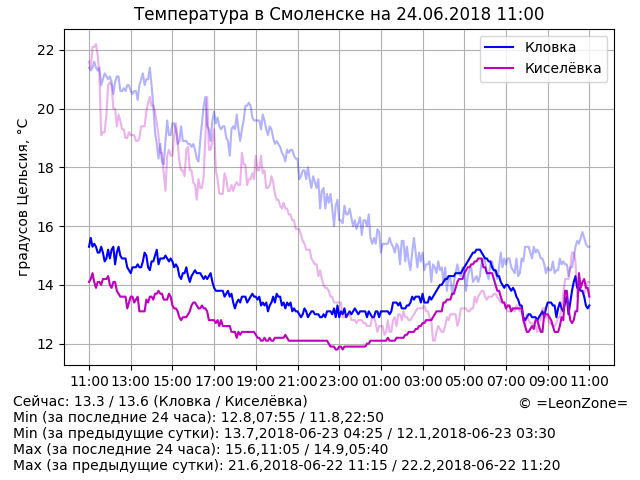 Температура в Смоленске на 24.06.2018 11:00
градусов Цельсия, °C
22
20
18
16
14
12
Кловка
Киселёвка
11:00 13:00 15:00 17:00 19:00 21:00 23:00 01:00 03:00 05:00 07:00 09:00 11:00
Сейчас: 13.3 / 13.6 (Кловка / Киселёвка)
© =LeonZone=
Min (за последние 24 часа): 12.8,07:55 / 11.8,22:50
Min (за предыдущие сутки): 13.7,2018-06-23 04:25 / 12.1,2018-06-23 03:30
Max (за последние 24 часа): 15.6,11:05 / 14.9,05:40
Max (за предыдущие сутки): 21.6,2018-06-22 11:15 / 22.2,2018-06-22 11:20